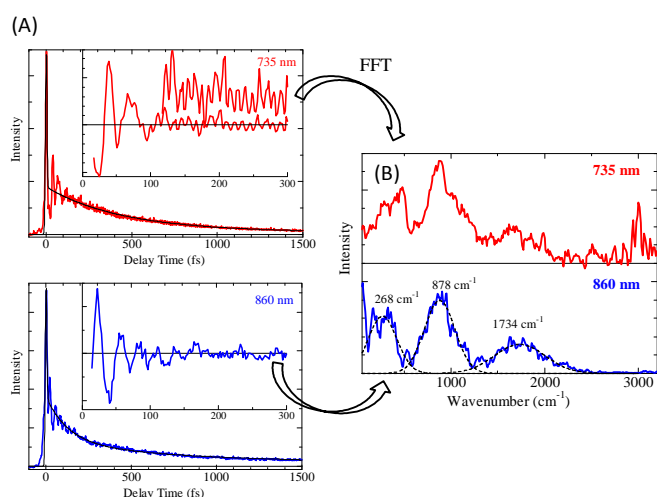 (A)
735 nm
Intensity
0 100 200 300
0 500 1000 1500
Delay Time (fs)
FFT
(B)
735 nm
860 nm
268 cm-1
878 cm-1
1734 cm-1
Intensity
1000 2000 3000
Wavenumber (cm-1)
860 nm
Intensity
0 100 200 300
0 500 1000 1500
Delay Time (fs)